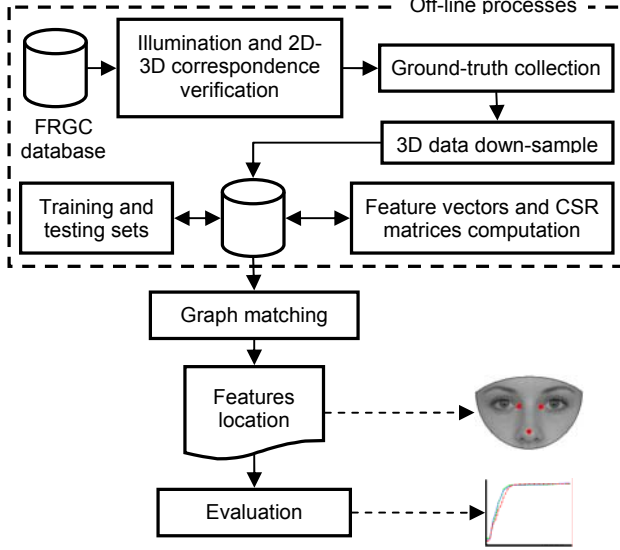 Off-line processes
Illumination and 2D-
3D correspondence
verification
Ground-truth collection
FRGC
database
3D data down-sample
Training and
testing sets
Feature vectors and CSR
matrices computation
Graph matching
Features
location
Evaluation